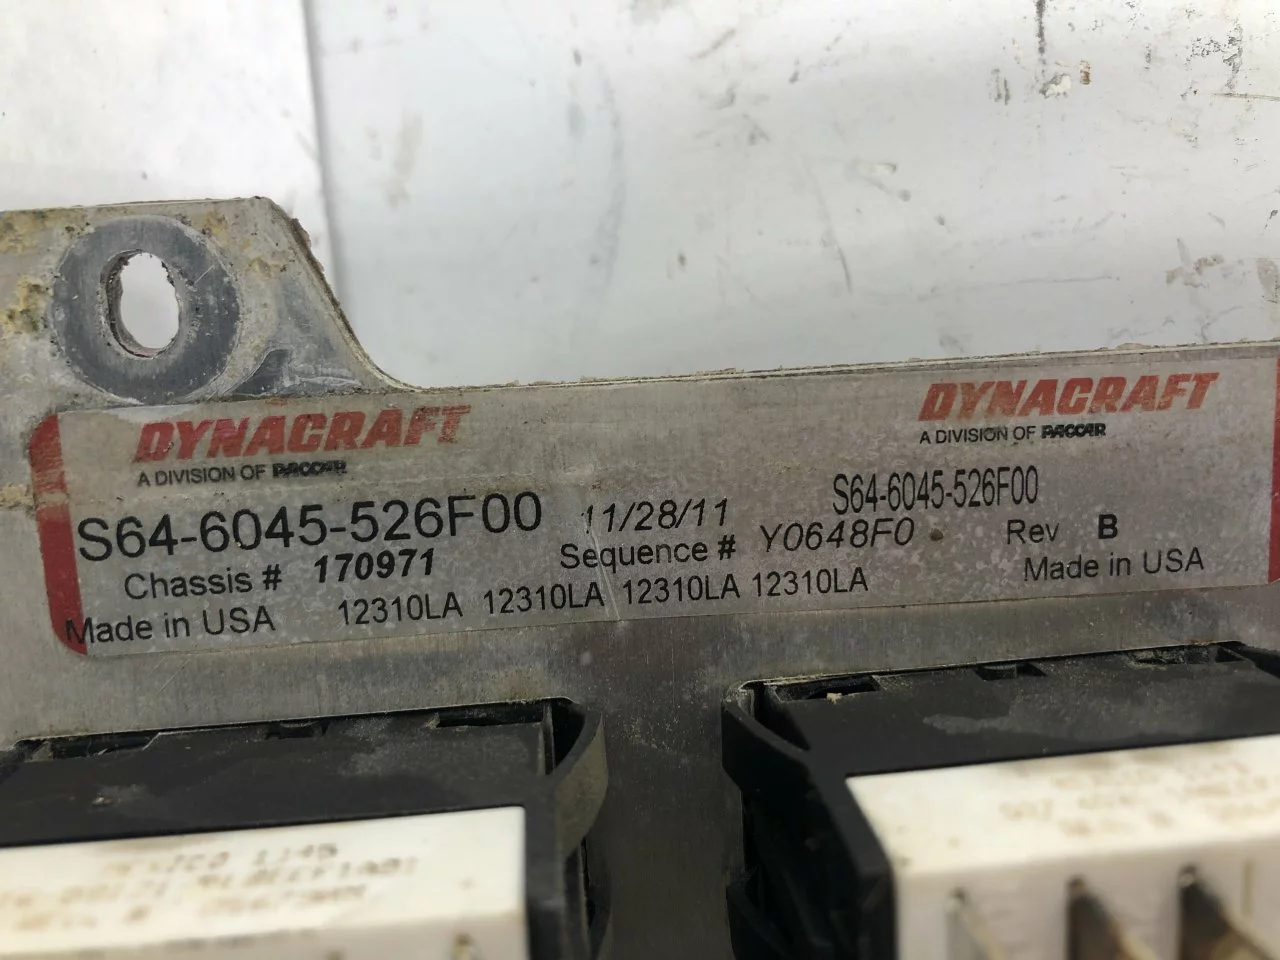 DYNACRAFT
A DIVISION OF PACCAR
S64-6045-526F00
11/28/11
Chassis # 170971
Sequence # Y0648F0
Made in USA
12310LA 12310LA 12310LA 12310LA
DYNACRAFT
A DIVISION OF PACCAR
S64-6045-526F00
Rev B
Made in USA